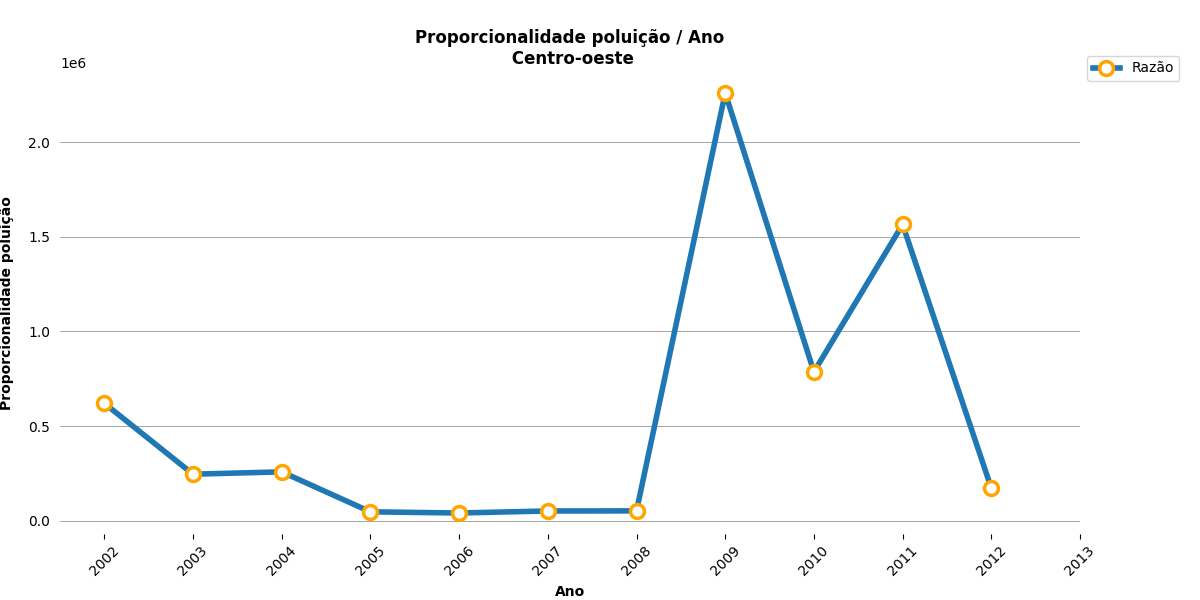 Proporcionalidade poluição / Ano
Centro-oeste
1e6
Razão
2.0
1.5
1.0
0.5
0.0
Proporcionalidade poluição
2002 2003 2004 2005 2006 2007 2008 2009 2010 2011 2012 2013
Ano